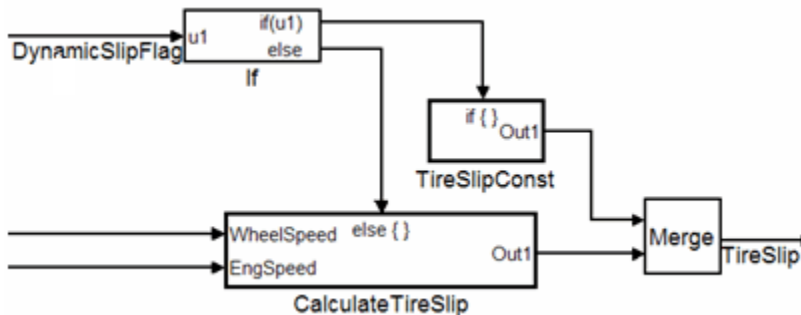 if(u1)
u1
else
DynamicSlipFlag
If
if { }
Out1
TireSlipConst
WheelSpeed
else { }
Out1
EngSpeed
Merge
TireSlip
CalculateTireSlip